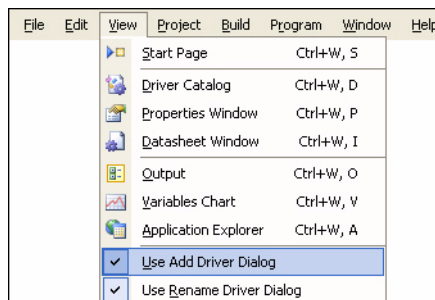 File Edit View Project Build Program Window Help
Start Page Ctrl+W, S
Driver Catalog Ctrl+W, D
Properties Window Ctrl+W, P
Datasheet Window Ctrl+W, I
Output Ctrl+W, O
Variables Chart Ctrl+W, V
Application Explorer Ctrl+W, A
Use Add Driver Dialog
Use Rename Driver Dialog